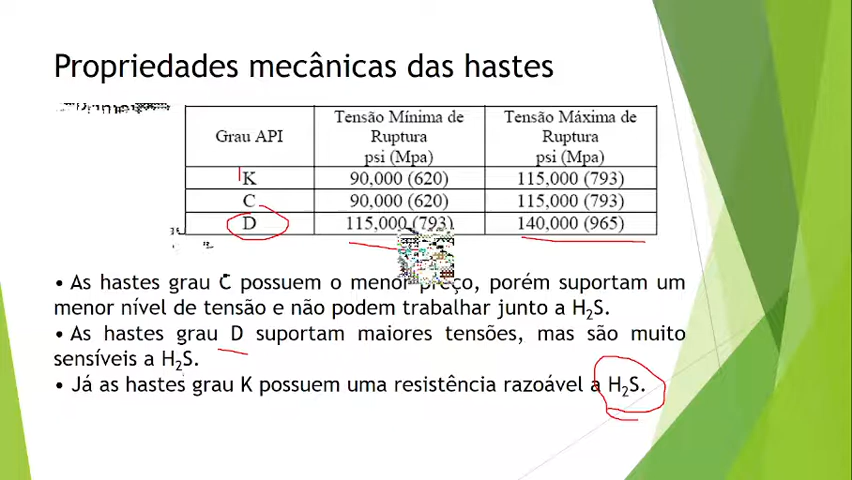 Propriedades mecânicas das hastes
Grau API
Tensão Mínima de Ruptura psi (Mpa)
Tensão Máxima de Ruptura psi (Mpa)
K 90,000 (620) 115,000 (793)
C 90,000 (620) 115,000 (793)
D 115,000 (793) 140,000 (965)
• As hastes grau C possuem o menor preço, porém suportam um
menor nível de tensão e não podem trabalhar junto a H₂S.
• As hastes grau D suportam maiores tensões, mas são muito
sensíveis a H₂S.
• Já as hastes grau K possuem uma resistência razoável a H₂S.